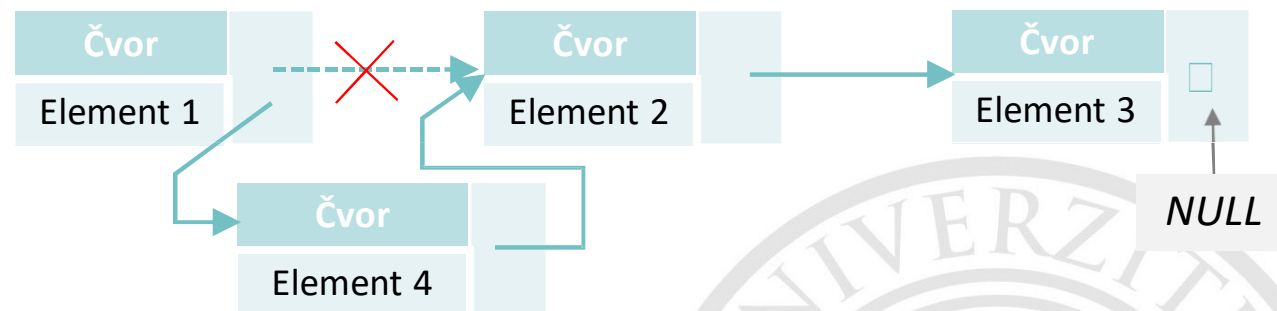 Čvor
Element 1
Čvor
Element 2
Čvor
Element 3
NULL
Čvor
Element 4